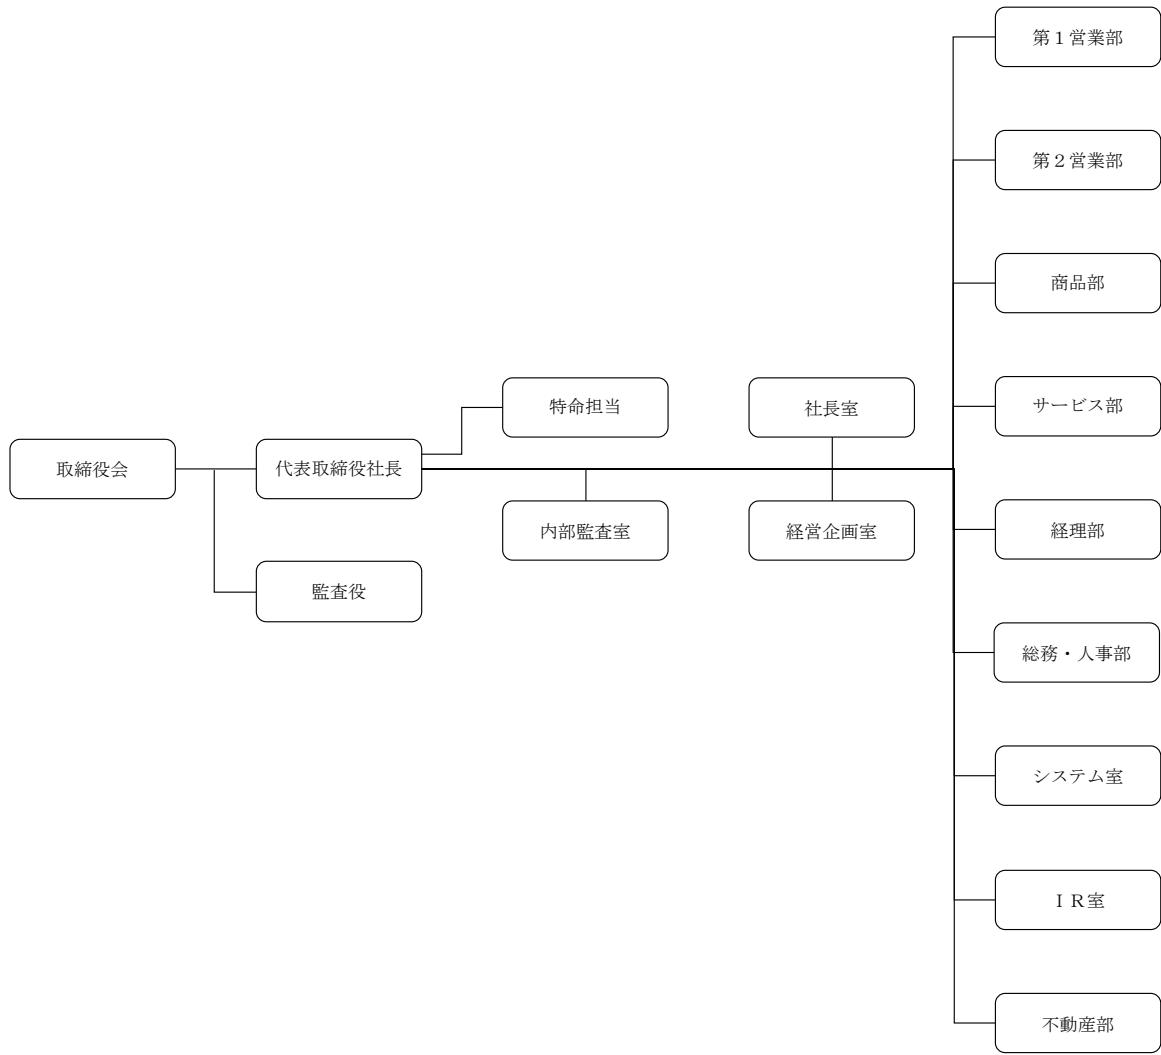 第１営業部
第２営業部
商品部
特命担当
社長室
サービス部
取締役会
代表取締役社長
内部監査室
経営企画室
経理部
監査役
総務・人事部
システム室
ＩＲ室
不動産部